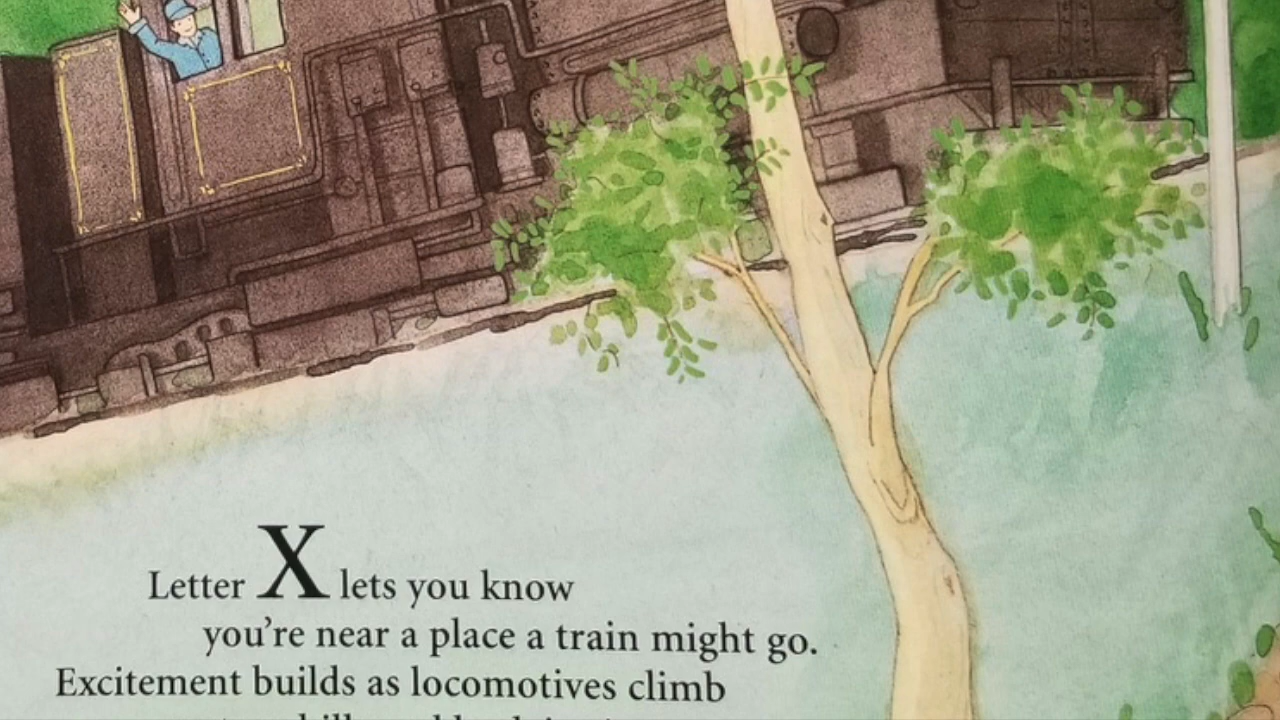 Letter X lets you know
you're near a place a train might go.
Excitement builds as locomotives climb